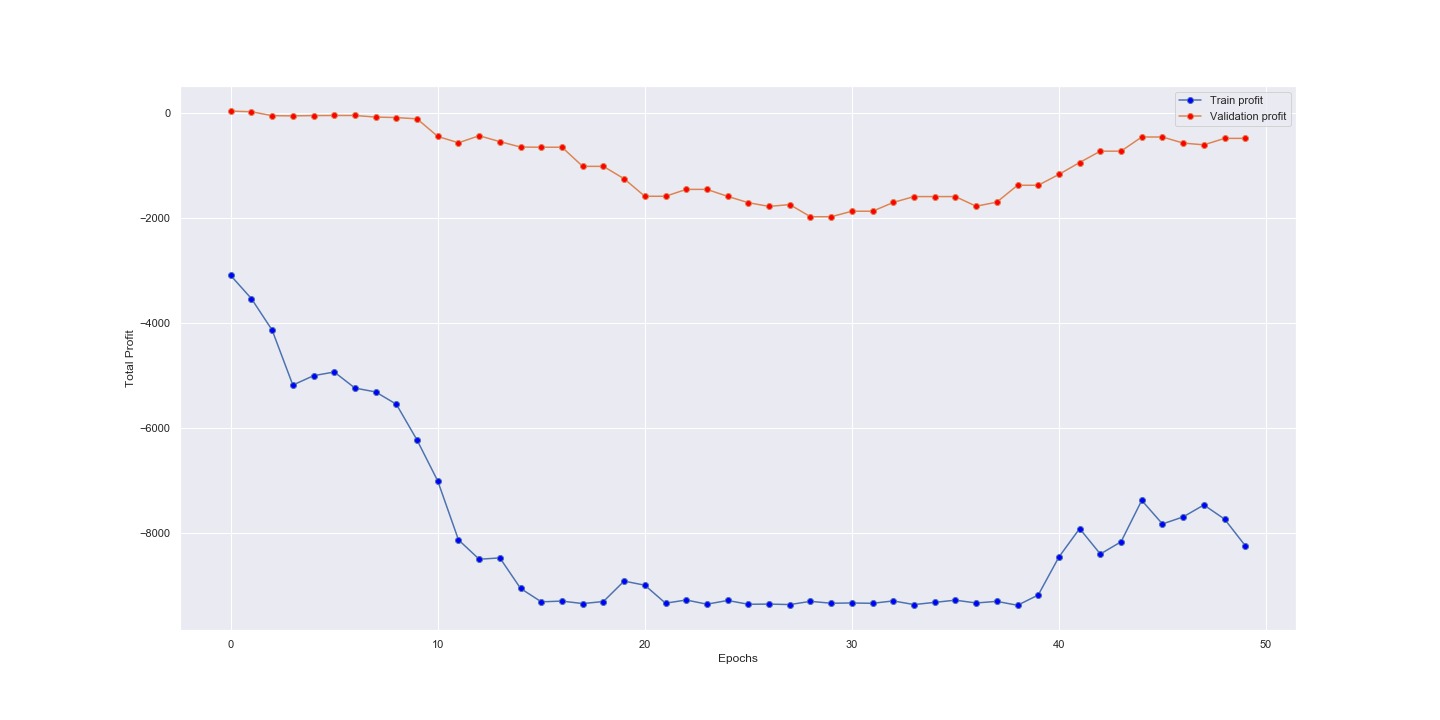 Train profit
Validation profit
0
−2000
−4000
−6000
−8000
Total Profit
0 10 20 30 40 50
Epochs